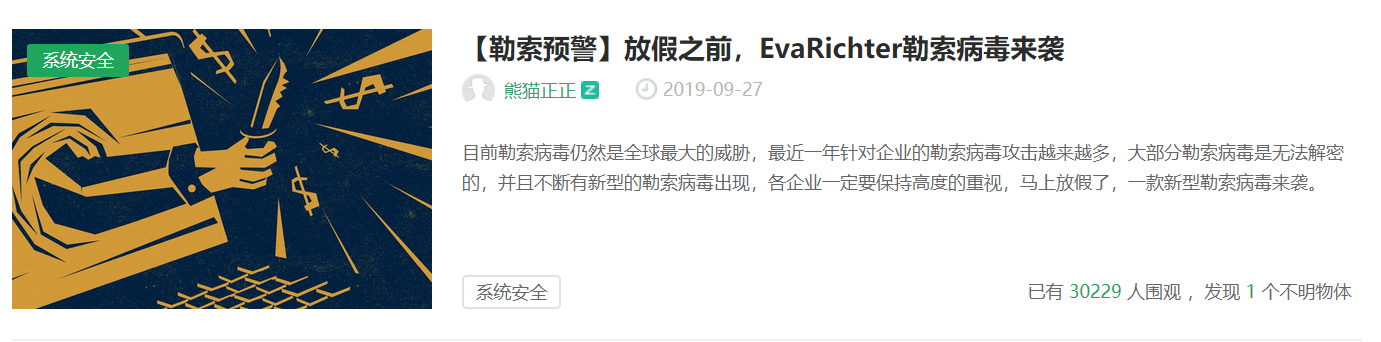 系统安全
【勒索预警】放假之前，EvaRichter勒索病毒来袭
熊猫正正 Z 2019-09-27
目前勒索病毒仍然是全球最大的威胁，最近一年针对企业的勒索病毒攻击越来越多，大部分勒索病毒是无法解密
的，并且不断有新型的勒索病毒出现，各企业一定要保持高度的重视，马上放假了，一款新型勒索病毒来袭。
系统安全 已有 30229 人围观 ，发现 1 个不明物体